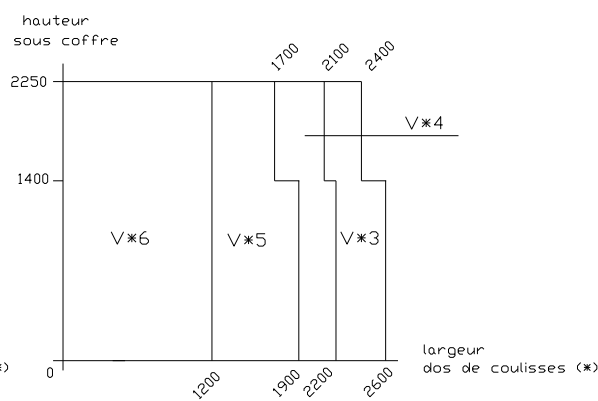 hauteur
sous coffre
1700
2100
2400
2250
V*4
1400
V*6
V*5
V*3
largeur
dos de coulisses (*)
*)
0
1200
1900
2200
2600